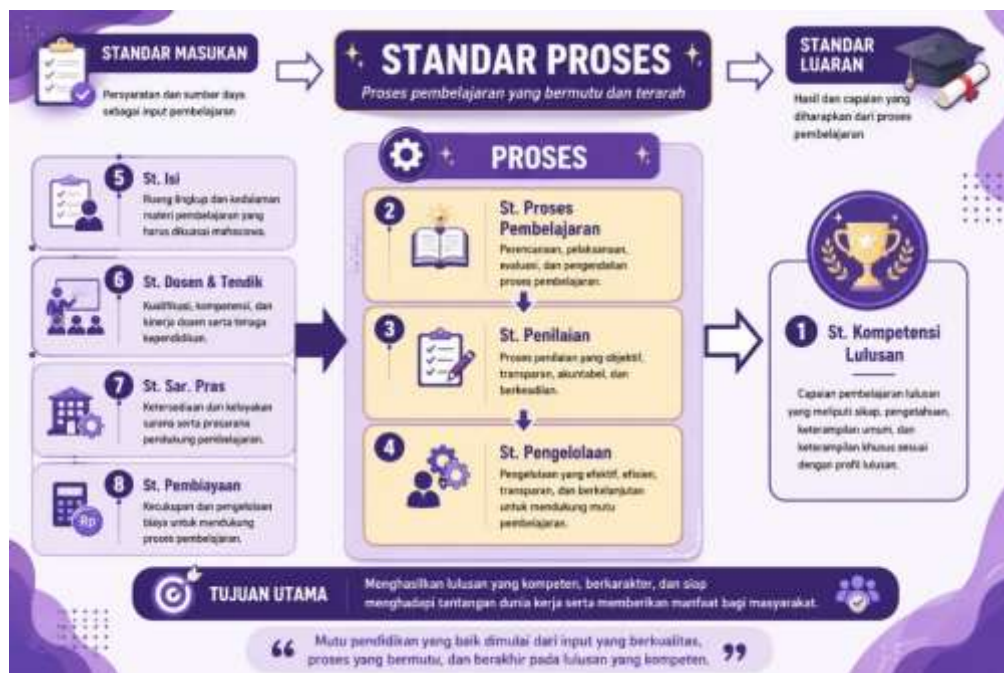 STANDAR MASUKAN
Persyaratan dan sumber daya
sebagai input pembelajaran
STANDAR PROSES
Proses pembelajaran yang bermutu dan terarah
STANDAR
LUARAN
Hasil dan capaian yang
diharapkan dari proses
pembelajaran
5 St. Isi
Ruang lingkup dan kedalaman
materi pembelajaran yang
harus dikuasai mahasiswa.
6 St. Dosen & Tendik
Kualifikasi, kompetensi, dan
kinerja dosen serta tenaga
kependidikan.
7 St. Sar. Pras
Ketersediaan dan kelayakan
sarana serta prasarana
pendukung pembelajaran.
8 St. Pembiayaan
Rp
Kecukupan dan pengelolaan
biaya untuk mendukung
proses pembelajaran.
PROSES
2 St. Proses
Pembelajaran
Perencanaan, pelaksanaan,
evaluasi, dan pengendalian
proses pembelajaran.
3 St. Penilaian
Proses penilaian yang objektif,
transparan, akuntabel, dan
berkeadilan.
4 St. Pengelolaan
Pengelolaan yang efektif, efisien,
transparan, dan berkelanjutan
untuk mendukung mutu
pembelajaran.
1 St. Kompetensi
Lulusan
Capaian pembelajaran lulusan
yang meliputi sikap, pengetahuan,
keterampilan umum, dan
keterampilan khusus sesuai
dengan profil lulusan.
TUJUAN UTAMA
Menghasilkan lulusan yang kompeten, berkarakter, dan siap
menghadapi tantangan dunia kerja serta memberikan manfaat bagi masyarakat.
“ Mutu pendidikan yang baik dimulai dari input yang berkualitas,
proses yang bermutu, dan berakhir pada lulusan yang kompeten. ”